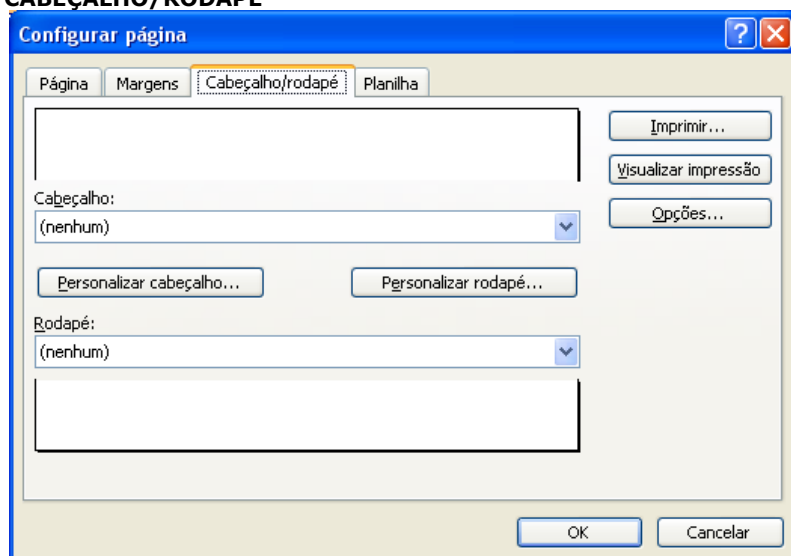 CABEÇALHO/RODAPÉ
Configurar página
Página Margens Cabeçalho/rodapé Planilha
Imprimir...
Visualizar impressão
Cabeçalho:
(nenhum)
Opções...
Personalizar cabeçalho... Personalizar rodapé...
Rodapé:
(nenhum)
OK Cancelar